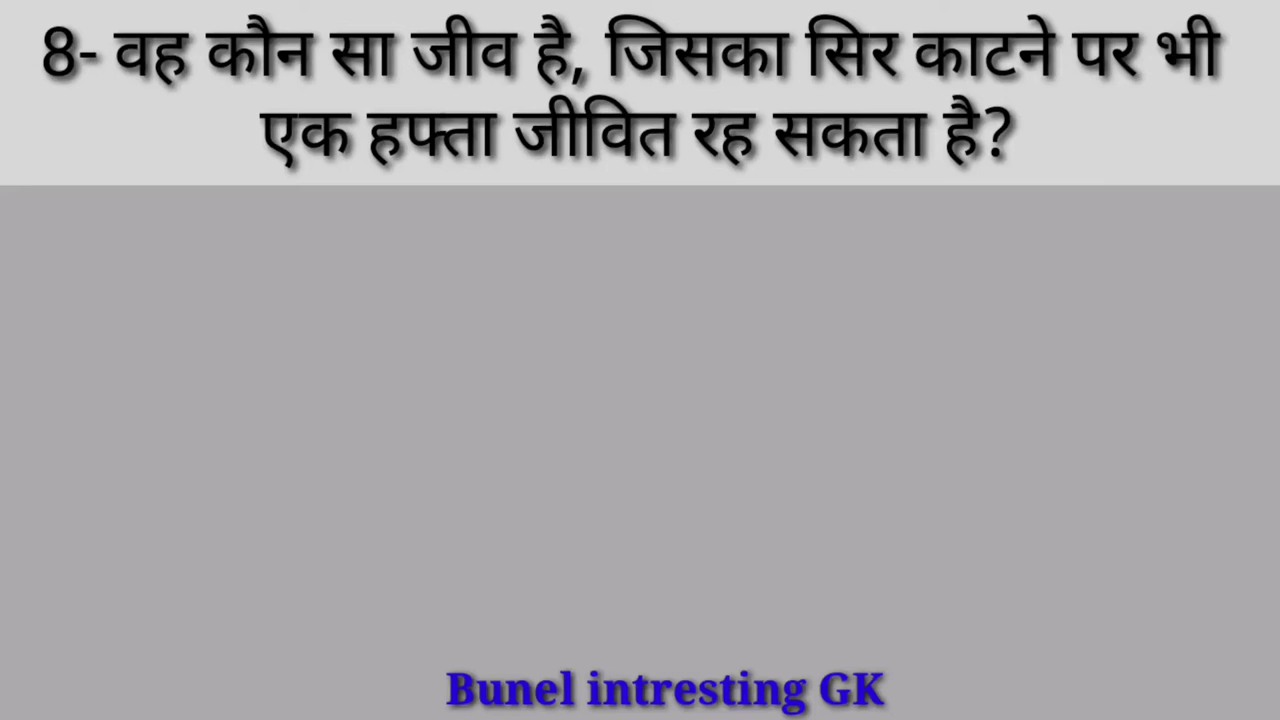 8- वह कौन सा जीव है, जिसका सिर काटने पर भी
एक हफ्ता जीवित रह सकता है?
Bunel intresting GK